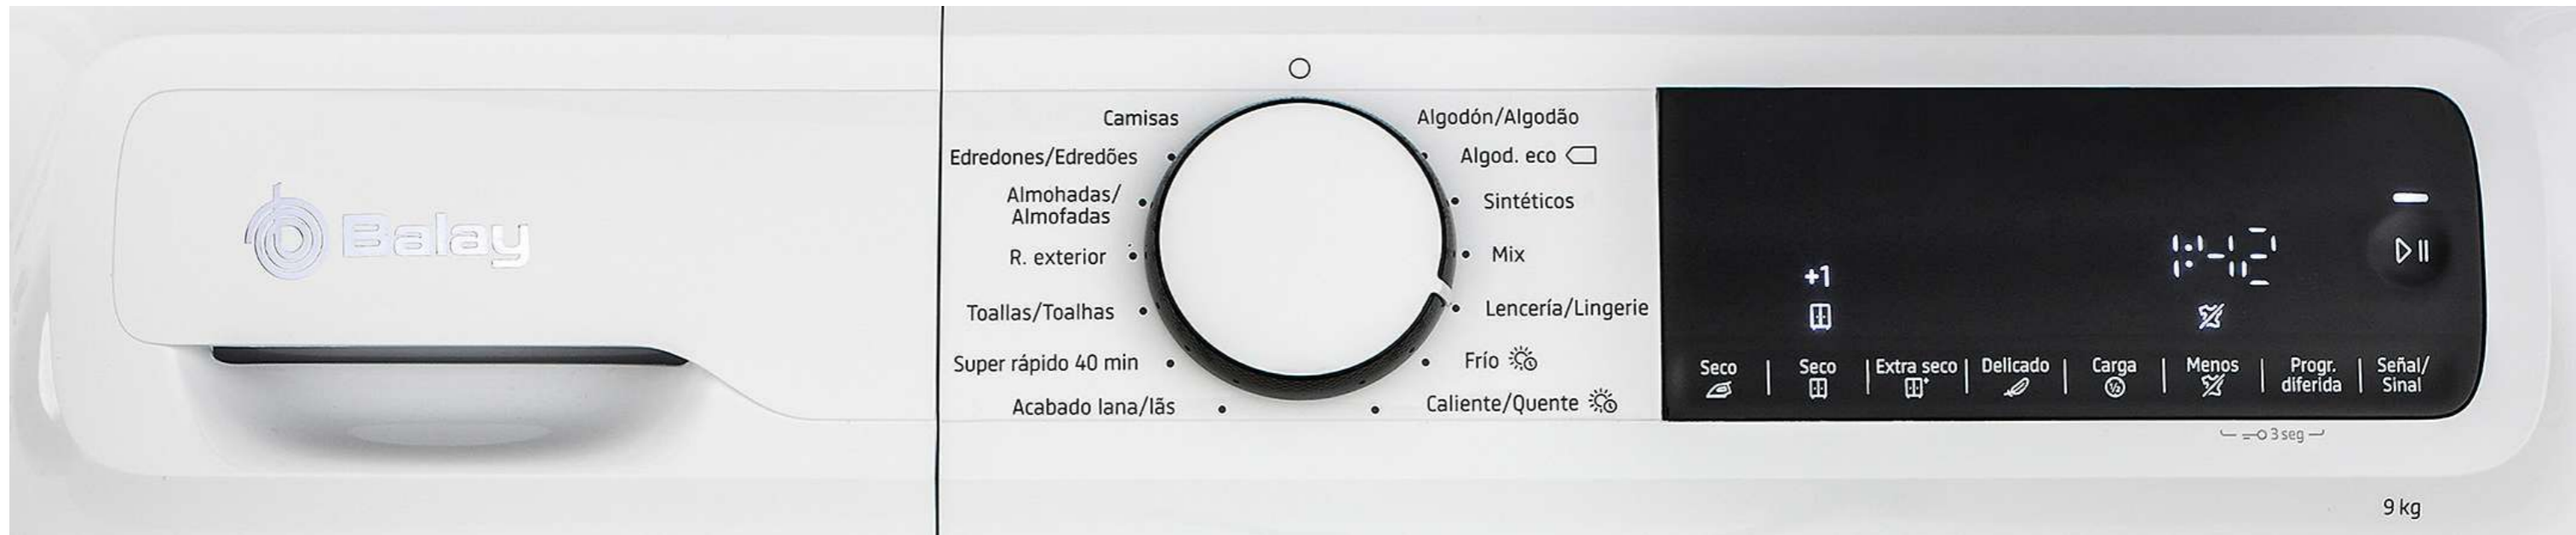 Balay
Camisas
Edredones/Edredões
Almohadas/
Almofadas
R. exterior
Toallas/Toalhas
Super rápido 40 min
Acabado lana/lãs
Algodón/Algodão
Algod. eco
Sintéticos
Mix
Lencería/Lingerie
Frío
Caliente/Quente
+1
1:42
Seco
Seco
Extra seco
Delicado
Carga
½
Menos
Progr.
diferida
Señal/
Sinal
3 seg
9 kg